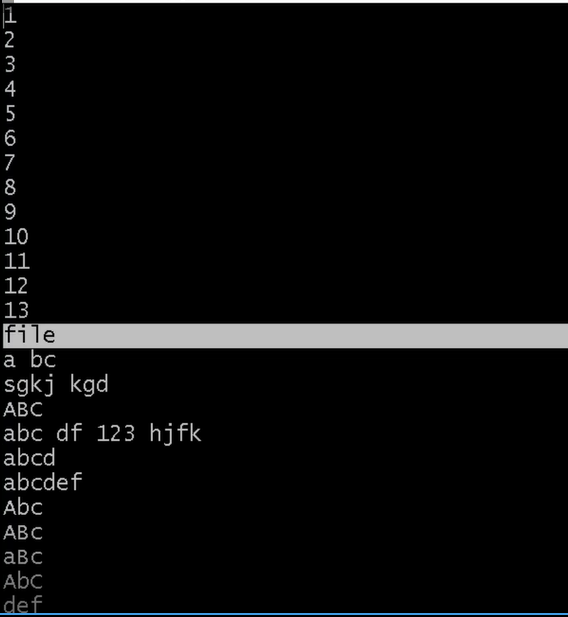 1
2
3
4
5
6
7
8
9
10
11
12
13
file
a bc
sgkj kgd
ABC
abc df 123 hjfk
abcd
abcdef
Abc
ABc
aBc
AbC
def